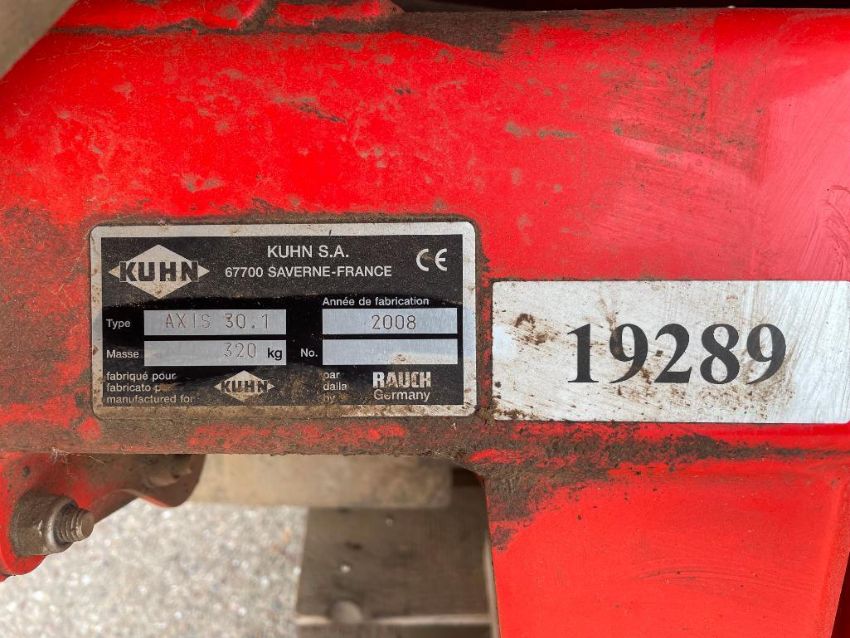 KUHN
KUHN S.A.
67700 SAVERNE-FRANCE
CE
Année de fabrication
Type AXIS 30.1 2008
Masse 320 kg No.
fabriqué pour
fabricato p
manufactured for
KUHN
par
dalla
by
RAUCH
Germany
19289